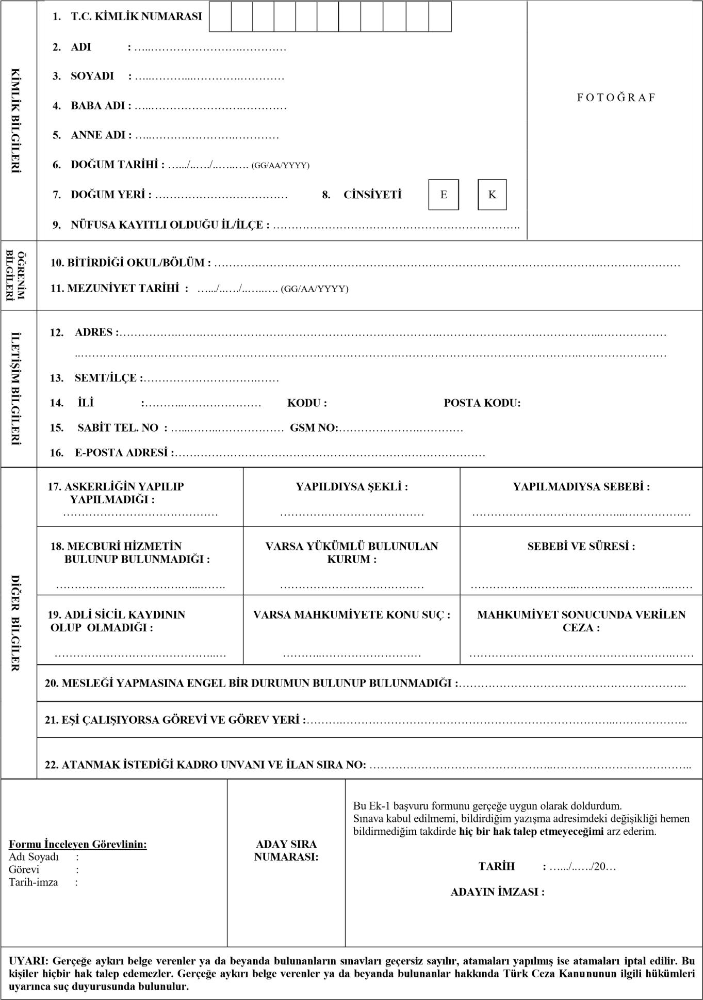 KİMLİK BİLGİLERİ
1. T.C. KİMLİK NUMARASI
2. ADI : …..…………………….…………
3. SOYADI : …..………...………….…………
4. BABA ADI : …..…………………….…………
5. ANNE ADI : …..……….………….…………
6. DOĞUM TARİHİ : ….../..…./..…..…. (GG/AA/YYYY)
7. DOĞUM YERİ : ……………………………… 8. CİNSİYETİ E K
9. NÜFUSA KAYITLI OLDUĞU İL/İLÇE : ………………………………………………………….
FOTOĞRAF
ÖĞRENİM
BİLGİLERİ
10. BİTİRDİĞİ OKUL/BÖLÜM : ………………………………………………………………………………………………………………
11. MEZUNİYET TARİHİ : ….../..…./..…..…. (GG/AA/YYYY)
İLETİŞİM BİLGİLERİ
12. ADRES :…………….…….……………………………………………………….…………………………………….…..………………
..…………….…………………………………….………………………….………………………………………….……………………
13. SEMT/İLÇE :………………………….……
14. İLİ :………..………………… KODU : POSTA KODU:
15. SABİT TEL. NO : …...……..……………… GSM NO:………………….…………
16. E-POSTA ADRESİ :…………………………………………………………………………
DİĞER BİLGİLER
17. ASKERLİĞİN YAPILIP
YAPILMADIĞI :
……………………………………
YAPILDIYSA ŞEKLİ :
…………………………………
YAPILMADIYSA SEBEBİ :
…………………………………...………………
18. MECBURİ HİZMETİN
BULUNUP BULUNMADIĞI :
…………………………….…...…….
VARSA YÜKÜMLÜ BULUNULAN
KURUM :
…………………………………
SEBEBİ VE SÜRESİ :
………………………..……………………..……
19. ADLİ SİCİL KAYDININ
OLUP OLMADIĞI :
……………………………………..…
VARSA MAHKUMİYETE KONU SUÇ :
………..………………………
MAHKUMİYET SONUCUNDA VERİLEN
CEZA :
……………………………………………….……
20. MESLEĞİ YAPMASINA ENGEL BİR DURUMUN BULUNUP BULUNMADIĞI :……………………………………………………..
21. EŞİ ÇALIŞIYORSA GÖREVİ VE GÖREV YERİ :……….………………………………………………………………..………………..
22. ATANMAK İSTEDİĞİ KADRO UNVANI VE İLAN SIRA NO: …………………………………………..………………………………..
Formu İnceleyen Görevlinin:
Adı Soyadı :
Görevi :
Tarih-imza :
ADAY SIRA
NUMARASI:
Bu Ek-1 başvuru formunu gerçeğe uygun olarak doldurdum.
Sınava kabul edilmemi, bildirdiğim yazışma adresimdeki değişikliği hemen
bildirmediğim takdirde hiç bir hak talep etmeyeceğimi arz ederim.
TARİH : ….../..…./20…
ADAYIN İMZASI :
UYARI: Gerçeğe aykırı belge verenler ya da beyanda bulunanların sınavları geçersiz sayılır, atamaları yapılmış ise atamaları iptal edilir. Bu
kişiler hiçbir hak talep edemezler. Gerçeğe aykırı belge verenler ya da beyanda bulunanlar hakkında Türk Ceza Kanununun ilgili hükümleri
uyarınca suç duyurusunda bulunulur.